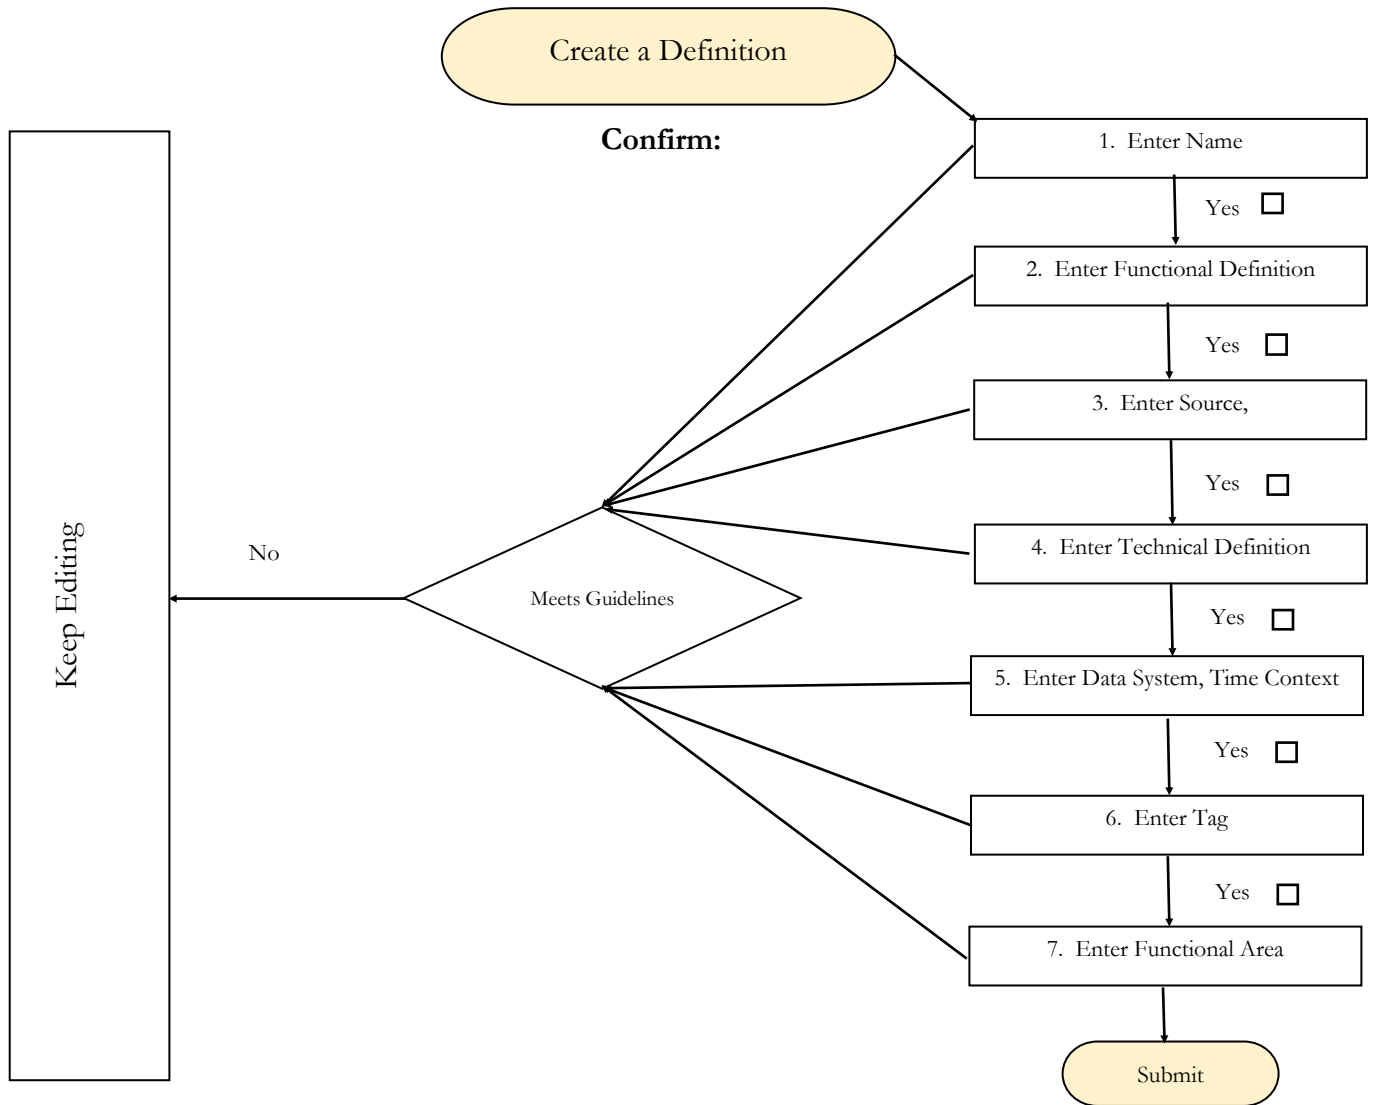 Create a Definition
Confirm:
1. Enter Name
Yes
2. Enter Functional Definition
Yes
3. Enter Source,
Yes
4. Enter Technical Definition
No
Keep Editing
Meets Guidelines
Yes
5. Enter Data System, Time Context
Yes
6. Enter Tag
Yes
7. Enter Functional Area
Submit